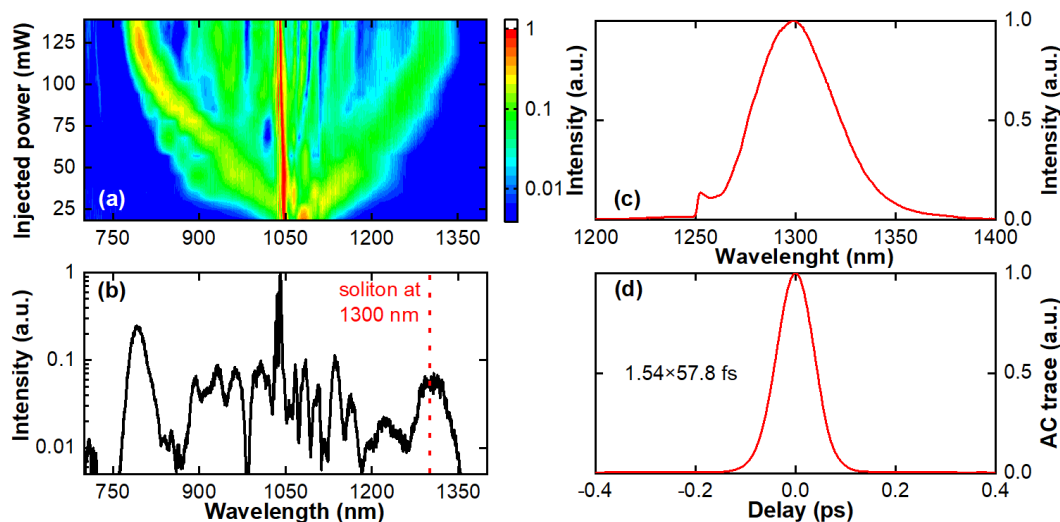 Injected power (mW)
125
100
75
50
25
(a)
750 900 1050 1200 1350
1
0.1
0.01
Intensity (a.u.)
(c)
1.0
0.5
0.0
Intensity (a.u.)
1200 1250 1300 1350 1400
Wavelenght (nm)
Intensity (a.u.)
1
0.1
0.01
(b)
soliton at
1300 nm
750 900 1050 1200 1350
Wavelength (nm)
(d)
1.54×57.8 fs
1.0
0.5
0.0
AC trace (a.u.)
-0.4 -0.2 0.0 0.2 0.4
Delay (ps)